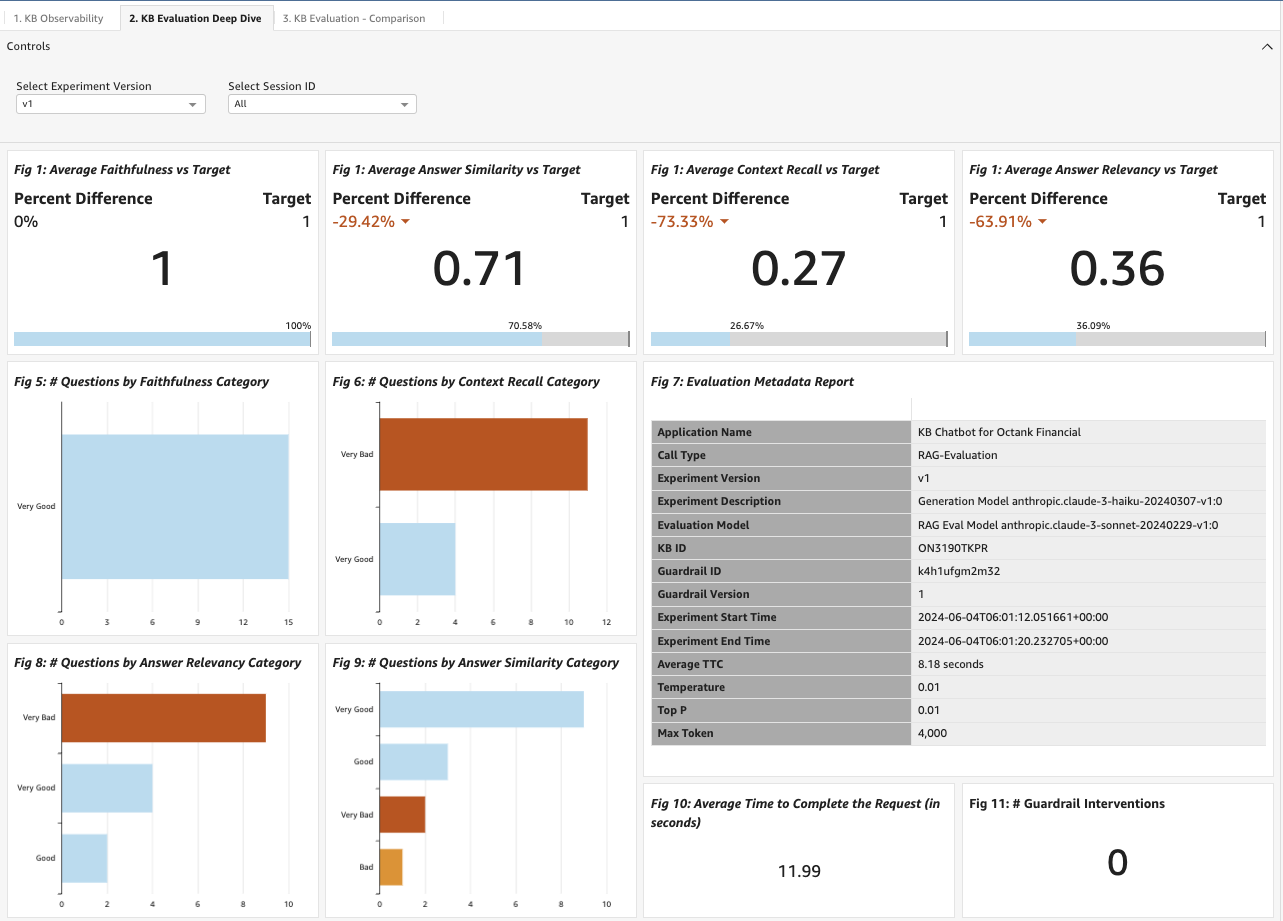 1. KB Observability
2. KB Evaluation Deep Dive
3. KB Evaluation - Comparison
Controls
Select Experiment Version
v1
Select Session ID
All
Fig 1: Average Faithfulness vs Target
Percent Difference Target
0% 1
1
100%
Fig 1: Average Answer Similarity vs Target
Percent Difference Target
-29.42% 1
0.71
70.58%
Fig 1: Average Context Recall vs Target
Percent Difference Target
-73.33% 1
0.27
26.67%
Fig 1: Average Answer Relevancy vs Target
Percent Difference Target
-63.91% 1
0.36
36.09%
Fig 5: # Questions by Faithfulness Category
Very Good
0 3 6 9 12 15
Fig 6: # Questions by Context Recall Category
Very Bad
Very Good
0 2 4 6 8 10 12
Fig 7: Evaluation Metadata Report
Application Name KB Chatbot for Octank Financial
Call Type RAG-Evaluation
Experiment Version v1
Experiment Description Generation Model anthropic.claude-3-haiku-20240307-v1:0
Evaluation Model RAG Eval Model anthropic.claude-3-sonnet-20240229-v1:0
KB ID ON3190TKPR
Guardrail ID k4h1ufgm2m32
Guardrail Version 1
Experiment Start Time 2024-06-04T06:01:12.051661+00:00
Experiment End Time 2024-06-04T06:01:20.232705+00:00
Average TTC 8.18 seconds
Temperature 0.01
Top P 0.01
Max Token 4,000
Fig 8: # Questions by Answer Relevancy Category
Very Bad
Very Good
Good
0 2 4 6 8 10
Fig 9: # Questions by Answer Similarity Category
Very Good
Good
Very Bad
Bad
0 2 4 6 8 10
Fig 10: Average Time to Complete the Request (in
seconds)
11.99
Fig 11: # Guardrail Interventions
0